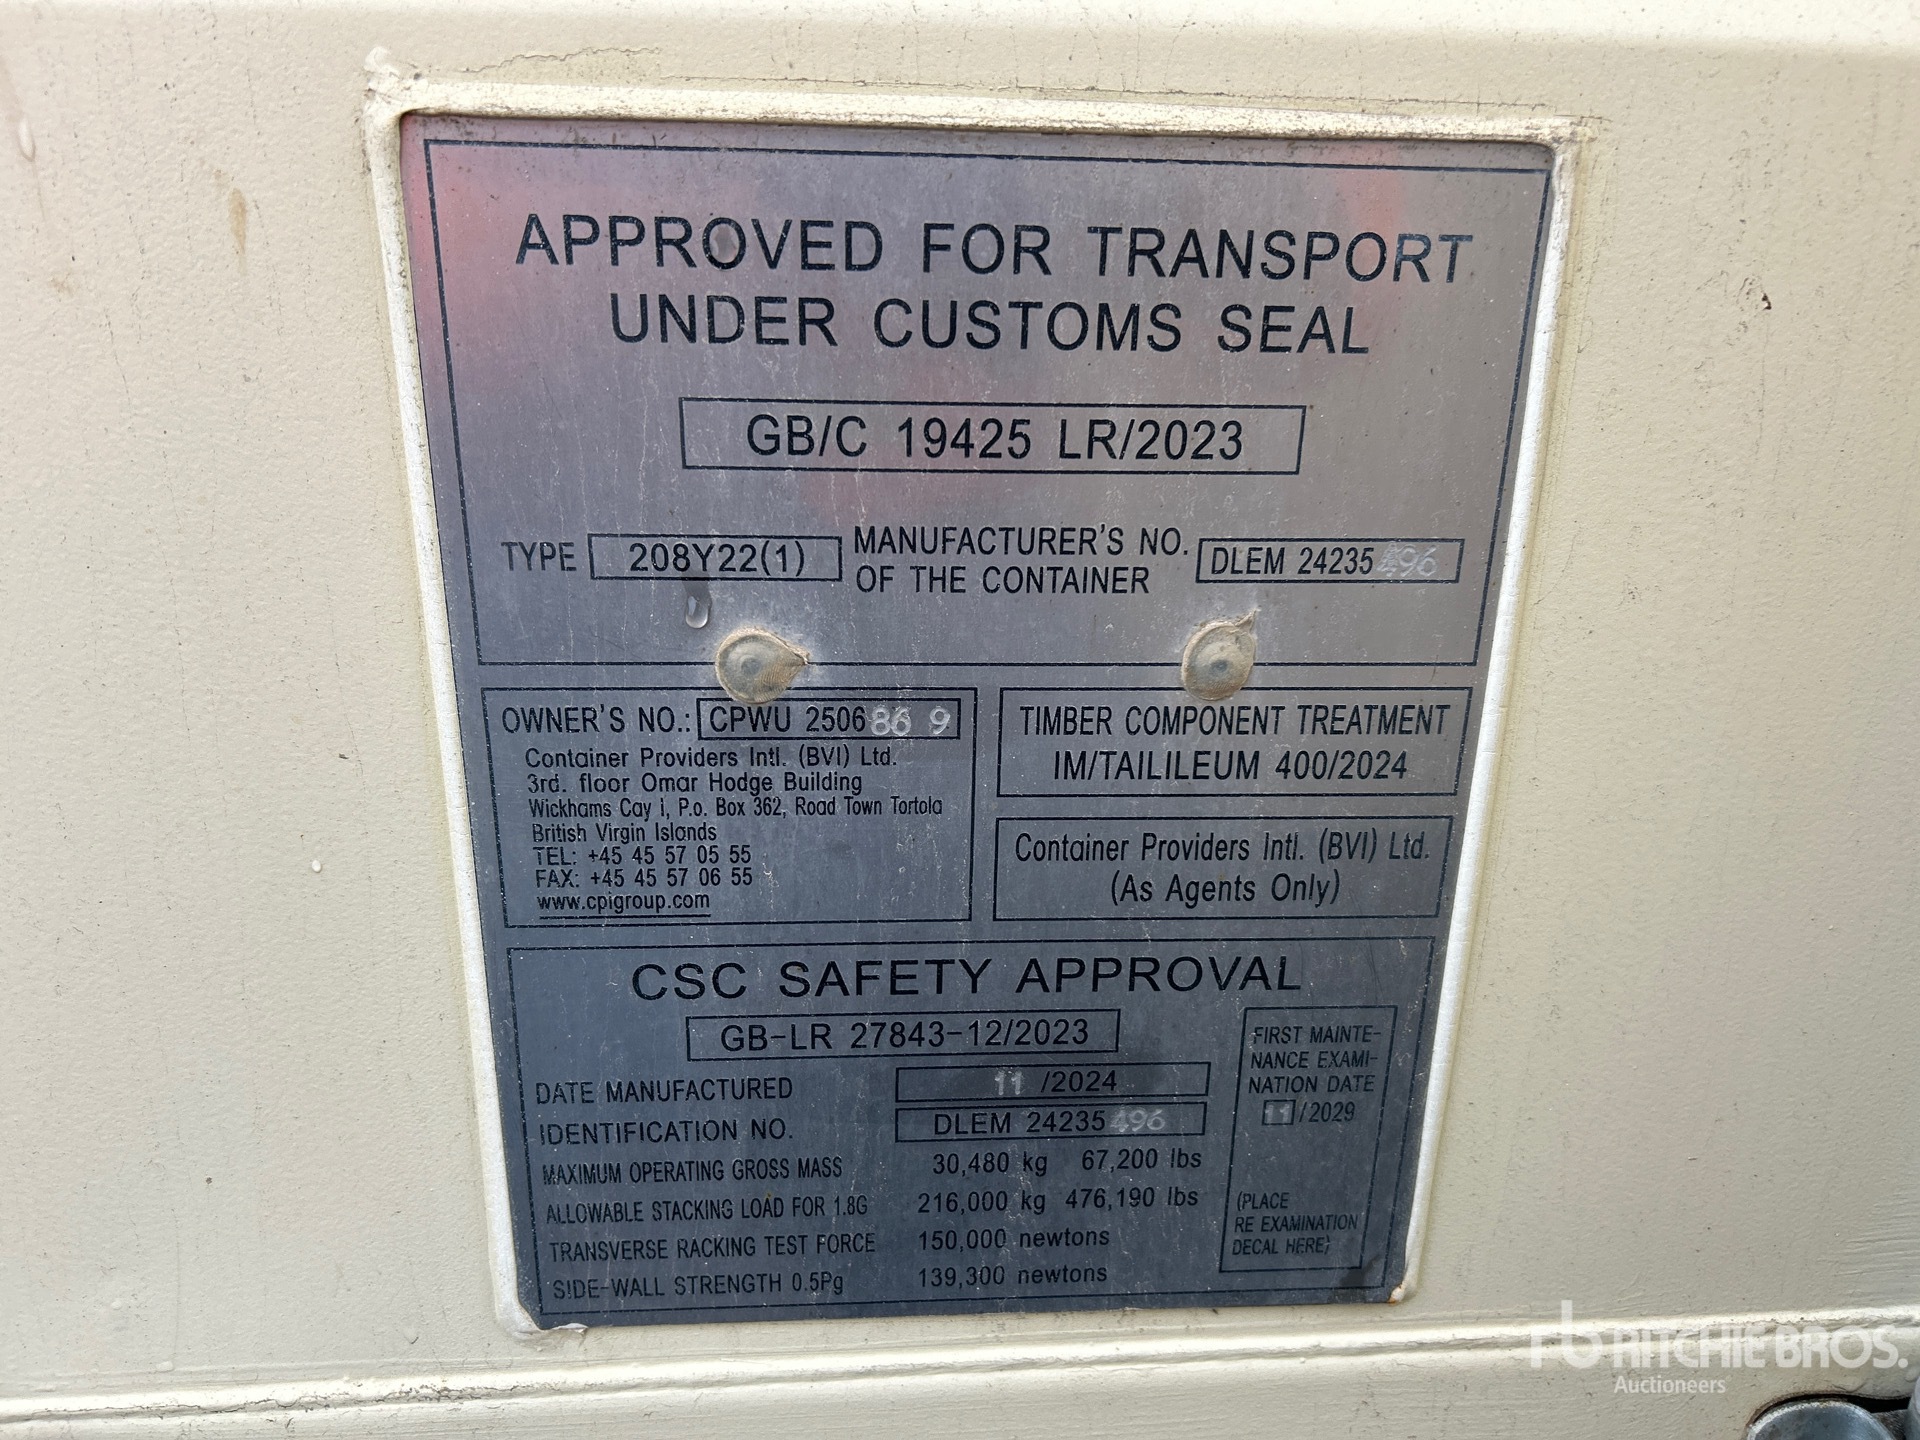 APPROVED FOR TRANSPORT
UNDER CUSTOMS SEAL
GB/C 19425 LR/2023
TYPE 208Y22(1)
MANUFACTURER'S NO.
OF THE CONTAINER
DLEM 24235496
OWNER'S NO.: CPWU 250686 9
Container Providers Intl. (BVI) Ltd.
3rd. floor Omar Hodge Building
Wickhams Cay I, P.o. Box 362, Road Town Tortola
British Virgin Islands
TEL: +45 45 57 05 55
FAX: +45 45 57 06 55
www.cpigroup.com
TIMBER COMPONENT TREATMENT
IM/TAILILEUM 400/2024
Container Providers Intl. (BVI) Ltd.
(As Agents Only)
CSC SAFETY APPROVAL
GB-LR 27843-12/2023
DATE MANUFACTURED 11 /2024
IDENTIFICATION NO. DLEM 24235496
MAXIMUM OPERATING GROSS MASS 30,480 kg 67,200 lbs
ALLOWABLE STACKING LOAD FOR 1.8G 216,000 kg 476,190 lbs
TRANSVERSE RACKING TEST FORCE 150,000 newtons
SIDE-WALL STRENGTH 0.5Pg 139,300 newtons
FIRST MAINTE-
NANCE EXAMI-
NATION DATE
11/2029
(PLACE
RE EXAMINATION
DECAL HERE)
rb RITCHIE BROS.
Auctioneers